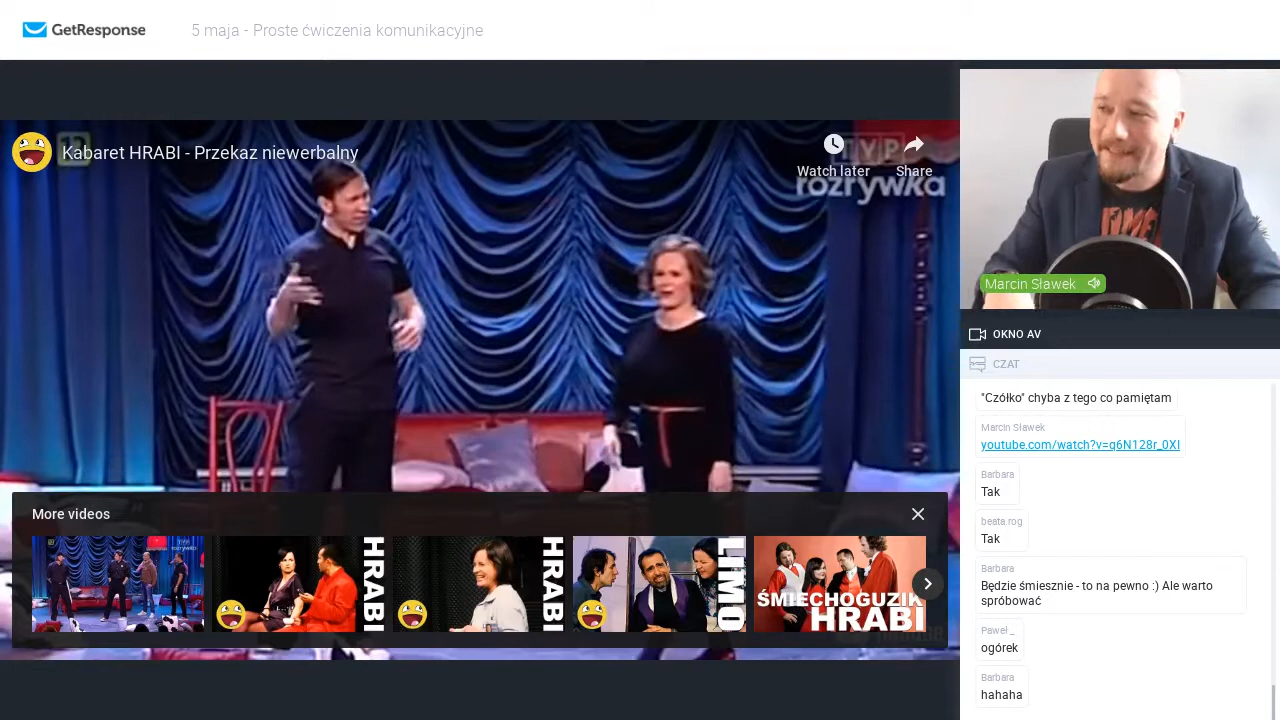 GetResponse
5 maja - Proste ćwiczenia komunikacyjne
Kabaret HRABI - Przekaz niewerbalny
Watch later
Share
TVP
rozrywka
Marcin Sławek
OKNO AV
CZAT
"Czółko" chyba z tego co pamiętam
Marcin Sławek
youtube.com/watch?v=q6N128r_0XI
Barbara
Tak
beata.rog
Tak
Barbara
Będzie śmiesznie - to na pewno :) Ale warto
spróbować
Paweł _
ogórek
Barbara
hahaha
More videos
HRABI
HRABI
LIMO
ŚMIECHOGUZIK
HRABI